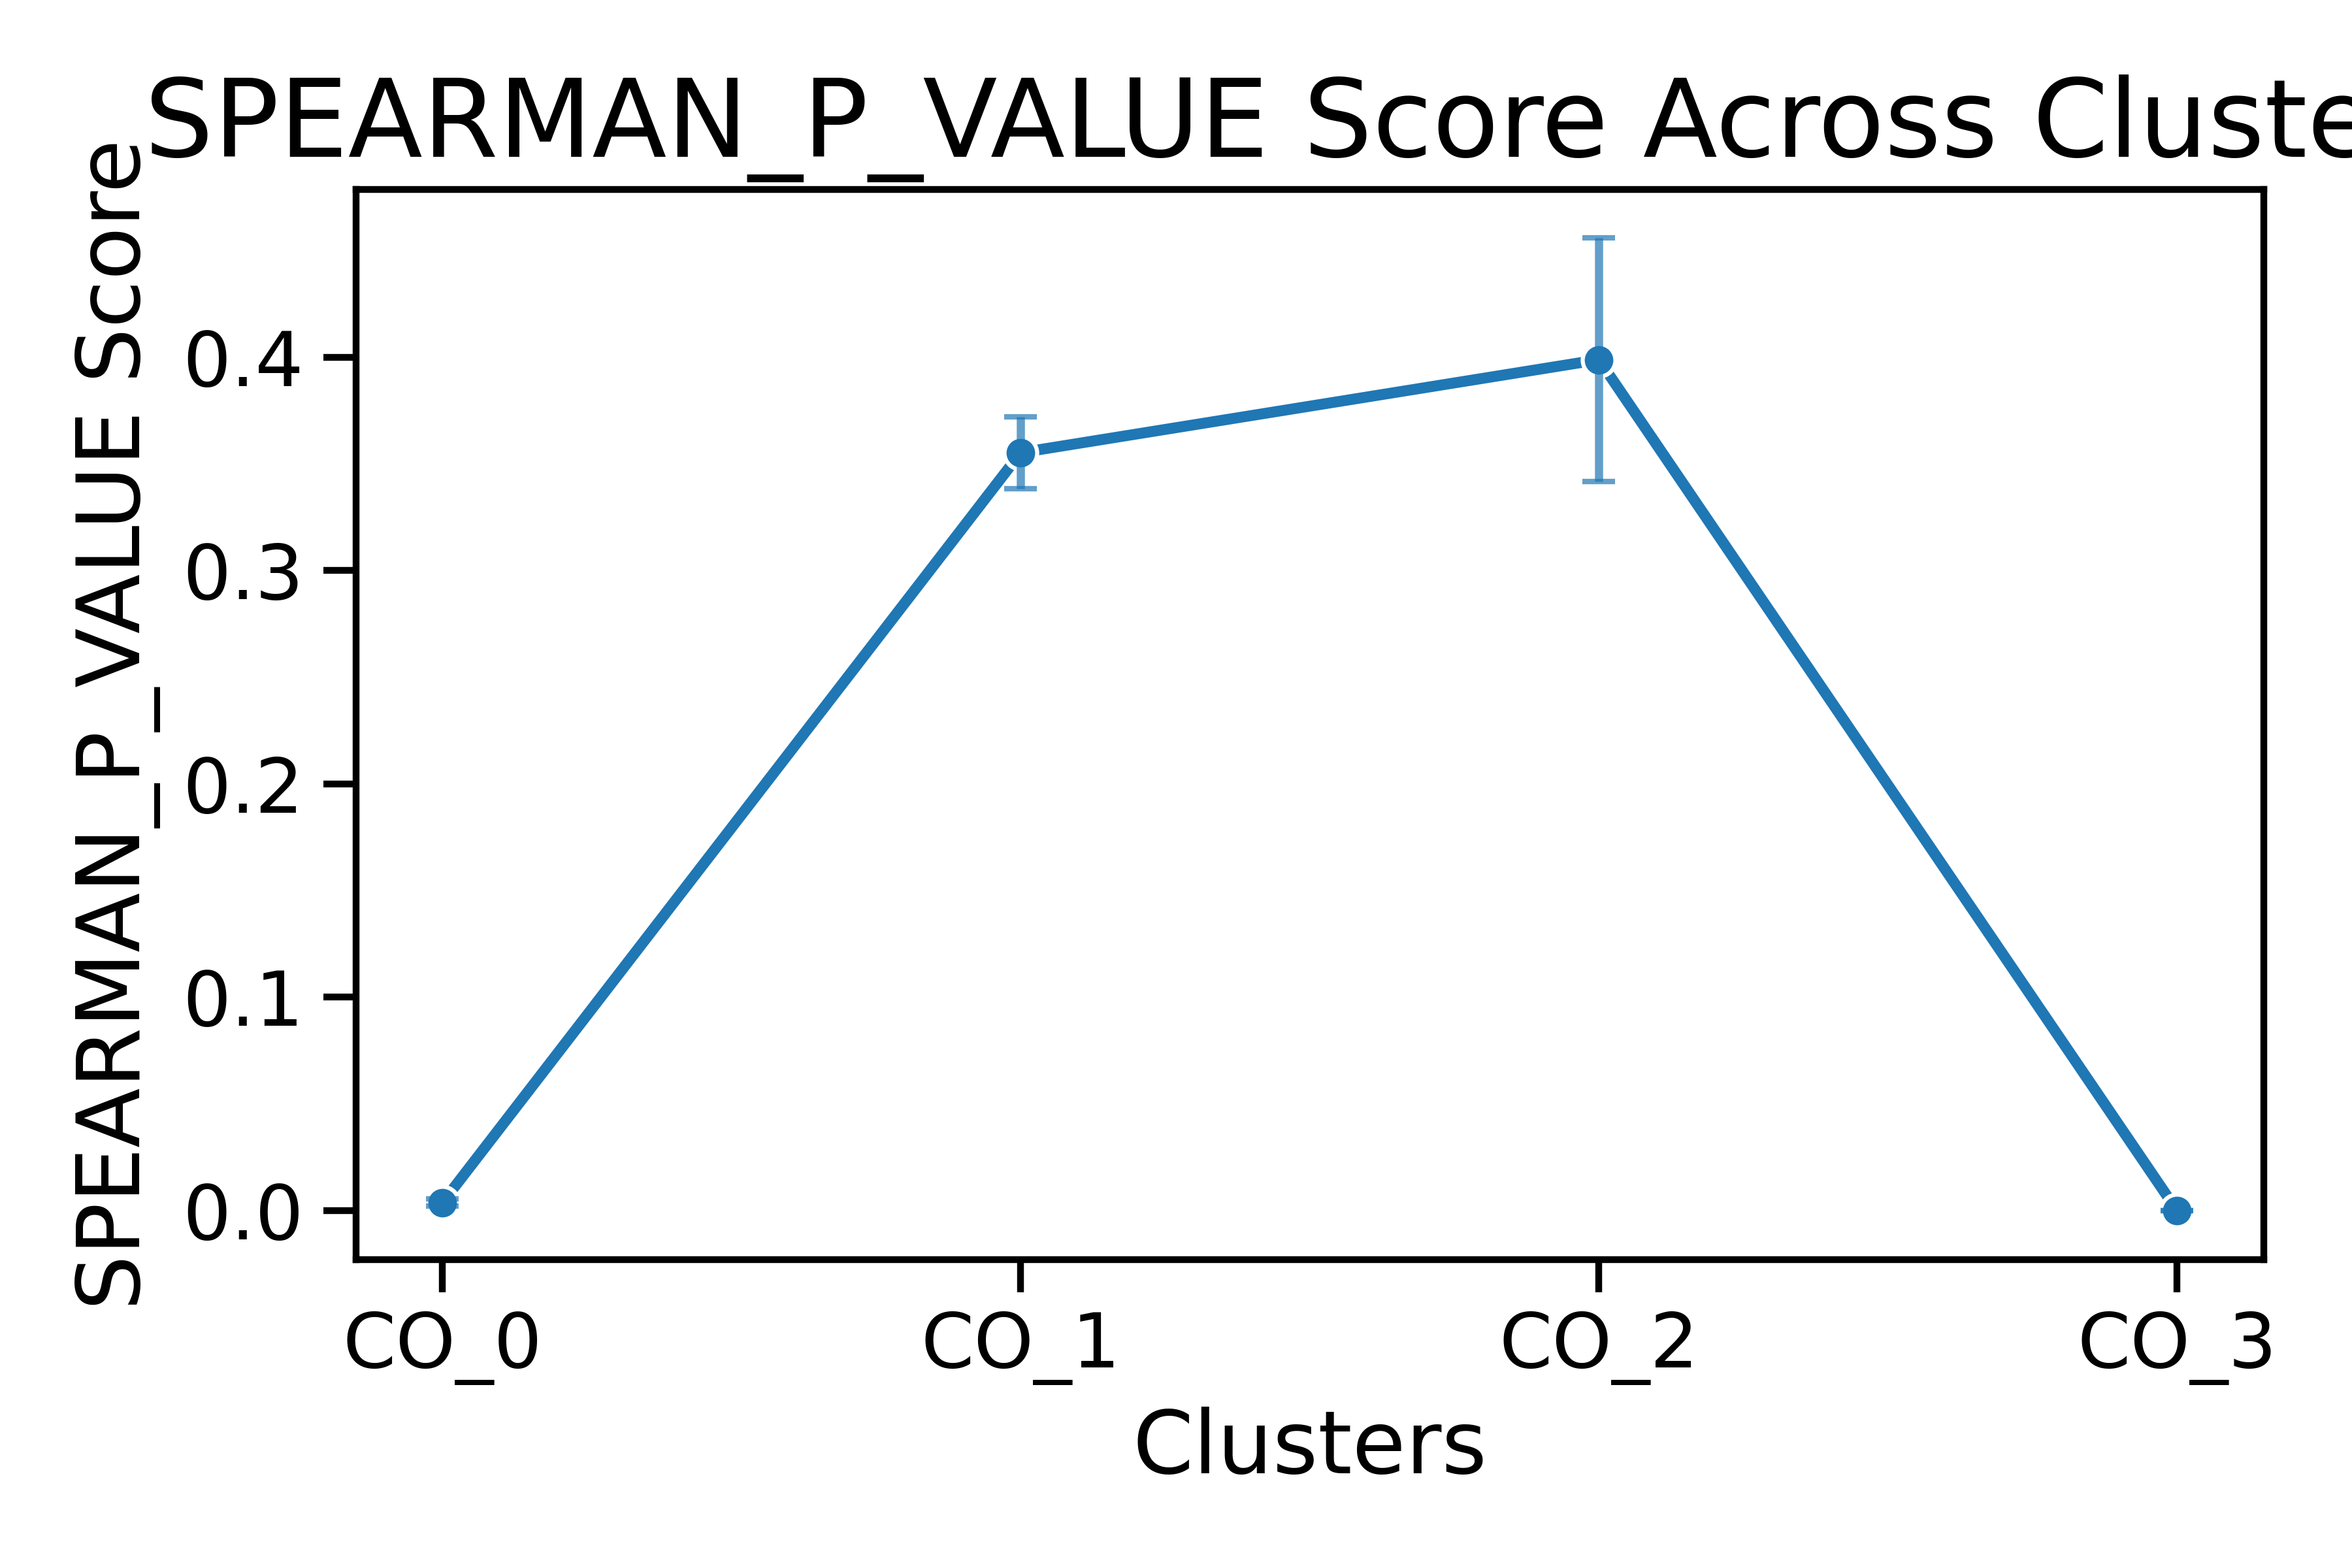 SPEARMAN_P_VALUE Score Across Cluste
SPEARMAN_P_VALUE Score
0.4
0.3
0.2
0.1
0.0
CO_0 CO_1 CO_2 CO_3
Clusters